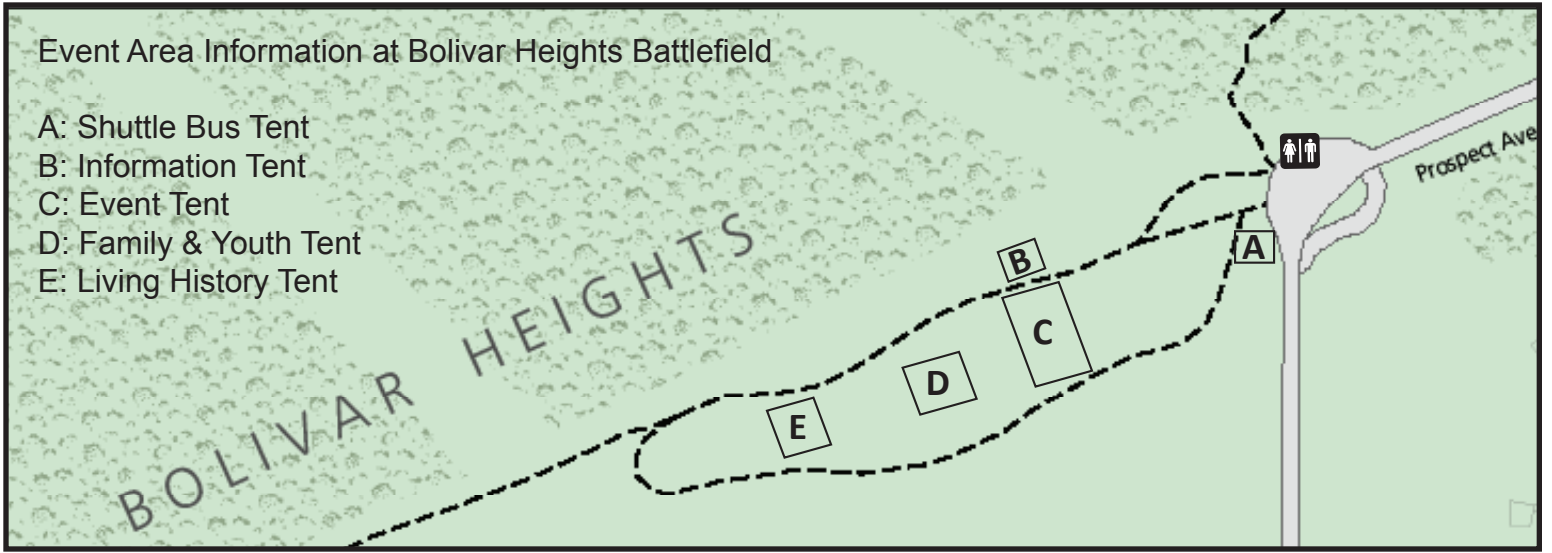 Event Area Information at Bolivar Heights Battlefield
A: Shuttle Bus Tent
B: Information Tent
C: Event Tent
D: Family & Youth Tent
E: Living History Tent
BOLIVAR HEIGHTS
Prospect Ave
A
B
C
D
E